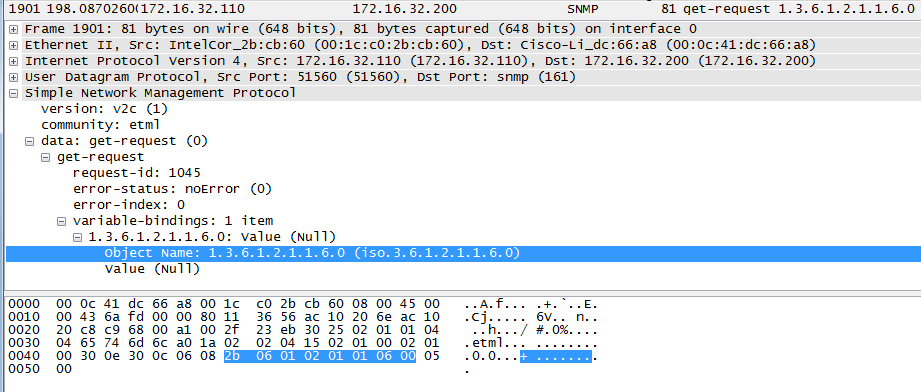 1901 198.0870260 172.16.32.110 172.16.32.200 SNMP 81 get-request 1.3.6.1.2.1.1.6.0
Frame 1901: 81 bytes on wire (648 bits), 81 bytes captured (648 bits) on interface 0
Ethernet II, Src: IntelCor_2b:cb:60 (00:1c:c0:2b:cb:60), Dst: Cisco-Li_dc:66:a8 (00:0c:41:dc:66:a8)
Internet Protocol Version 4, Src: 172.16.32.110 (172.16.32.110), Dst: 172.16.32.200 (172.16.32.200)
User Datagram Protocol, Src Port: 51560 (51560), Dst Port: snmp (161)
Simple Network Management Protocol
version: v2c (1)
community: etml
data: get-request (0)
get-request
request-id: 1045
error-status: noError (0)
error-index: 0
variable-bindings: 1 item
1.3.6.1.2.1.1.6.0: Value (Null)
Object Name: 1.3.6.1.2.1.1.6.0 (iso.3.6.1.2.1.1.6.0)
Value (Null)
0000 00 0c 41 dc 66 a8 00 1c c0 2b cb 60 08 00 45 00 ..A.f... .+.`..E.
0010 00 43 6a fd 00 00 80 11 36 56 ac 10 20 6e ac 10 .Cj..... 6V.. n..
0020 20 c8 c9 68 00 a1 00 2f 23 eb 30 25 02 01 01 04 ..h.../ #.0%....
0030 04 65 74 6d 6c a0 1a 02 02 04 15 02 01 00 02 01 .etml... ........
0040 00 30 0e 30 0c 06 08 2b 06 01 02 01 01 06 00 05 .0.0...+ ........
0050 00 .